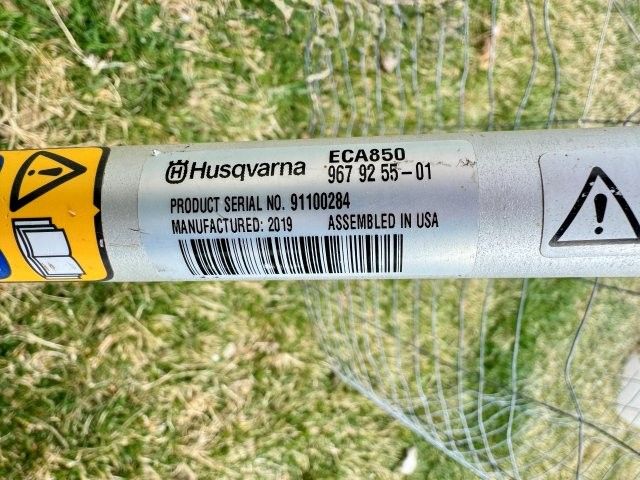 Husqvarna
ECA850
967 92 55-01
PRODUCT SERIAL NO. 91100284
MANUFACTURED: 2019 ASSEMBLED IN USA